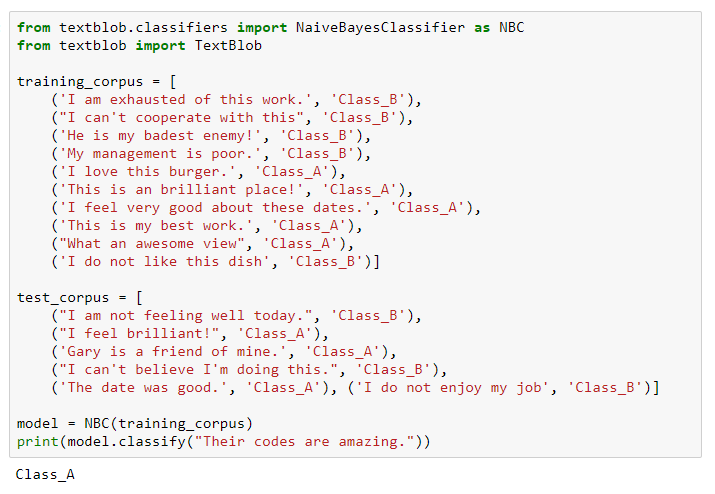 from textblob.classifiers import NaiveBayesClassifier as NBC
from textblob import TextBlob

training_corpus = [
    ('I am exhausted of this work.', 'Class_B'),
    ("I can't cooperate with this", 'Class_B'),
    ('He is my badest enemy!', 'Class_B'),
    ('My management is poor.', 'Class_B'),
    ('I love this burger.', 'Class_A'),
    ('This is an brilliant place!', 'Class_A'),
    ('I feel very good about these dates.', 'Class_A'),
    ('This is my best work.', 'Class_A'),
    ("What an awesome view", 'Class_A'),
    ('I do not like this dish', 'Class_B')]

test_corpus = [
    ("I am not feeling well today.", 'Class_B'),
    ("I feel brilliant!", 'Class_A'),
    ('Gary is a friend of mine.', 'Class_A'),
    ("I can't believe I'm doing this.", 'Class_B'),
    ('The date was good.', 'Class_A'), ('I do not enjoy my job', 'Class_B')]

model = NBC(training_corpus)
print(model.classify("Their codes are amazing."))
Class_A